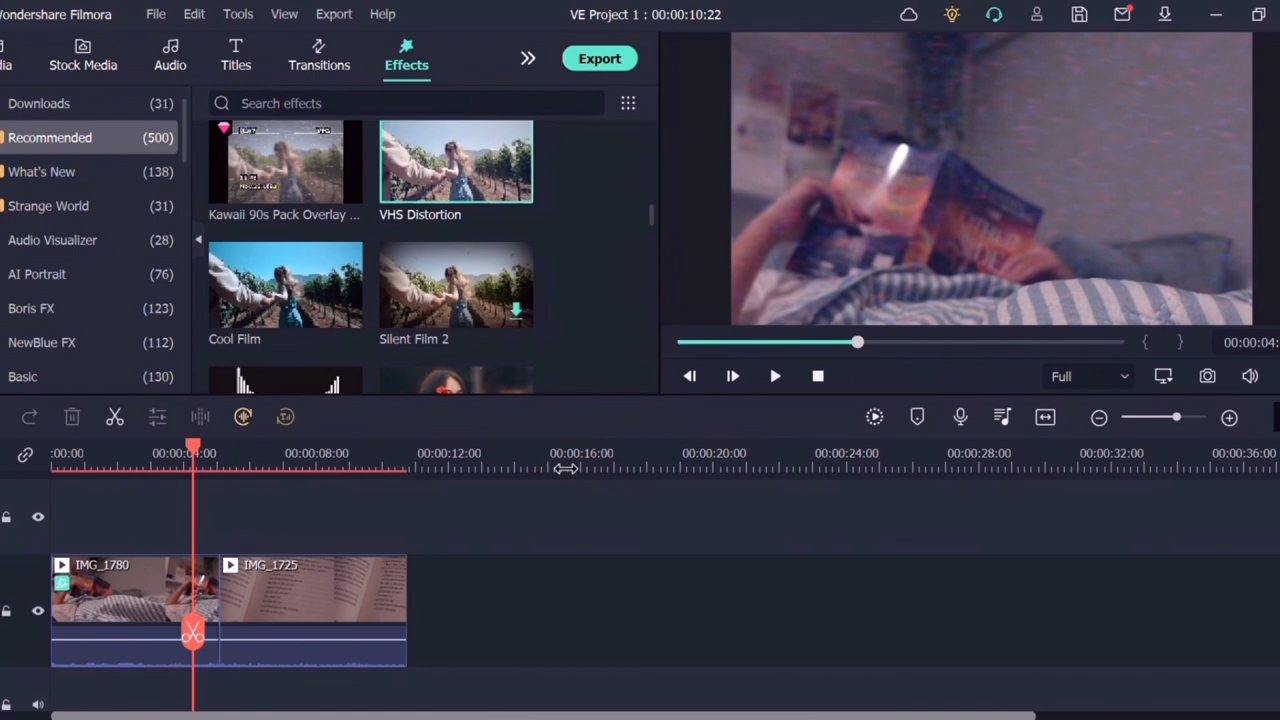 ondershare Filmora
File Edit Tools View Export Help
VE Project 1 : 00:00:10:22
dia Stock Media Audio Titles Transitions Effects
Export
Downloads (31)
Recommended (500)
What's New (138)
Strange World (31)
Audio Visualizer (28)
AI Portrait (76)
Boris FX (123)
NewBlue FX (112)
Basic (130)
Search effects
Kawaii 90s Pack Overlay ...
VHS Distortion
Cool Film
Silent Film 2
00:00:04:
Full
:00:00 00:00:04:00 00:00:08:00 00:00:12:00 00:00:16:00 00:00:20:00 00:00:24:00 00:00:28:00 00:00:32:00 00:00:36:00
IMG_1780 IMG_1725